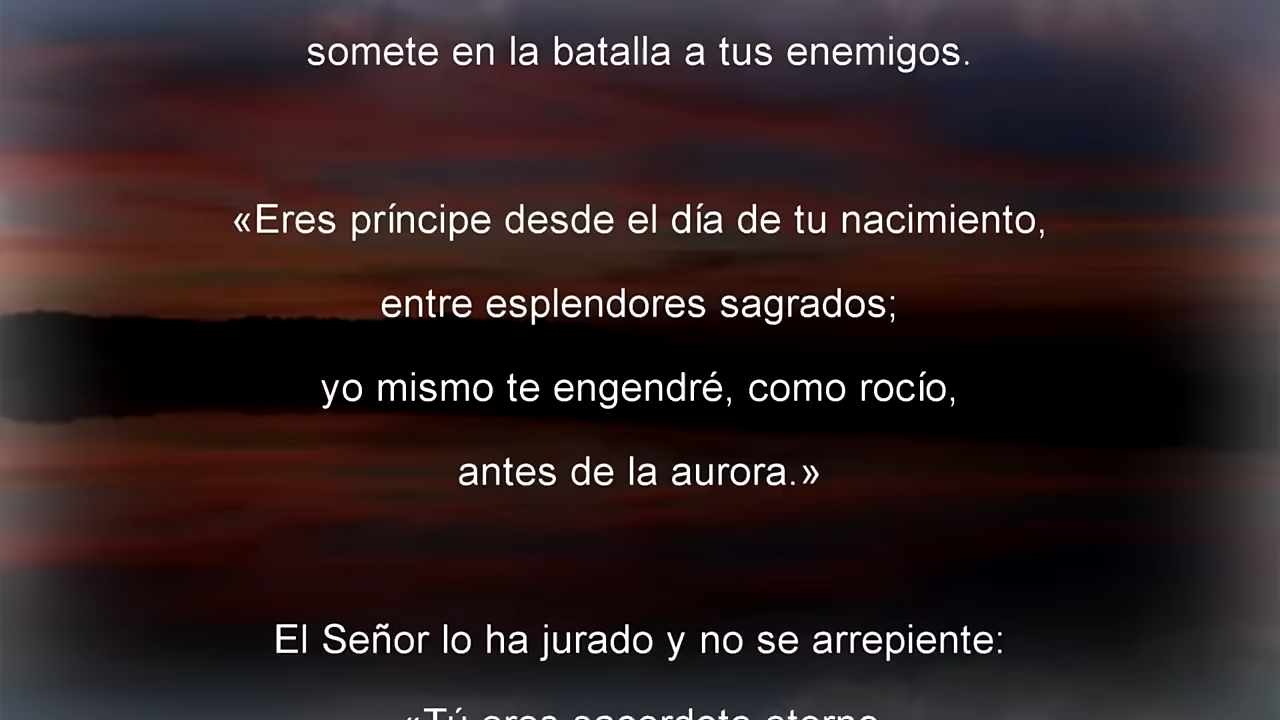 somete en la batalla a tus enemigos.
«Eres príncipe desde el día de tu nacimiento,
entre esplendores sagrados;
yo mismo te engendré, como rocío,
antes de la aurora.»
El Señor lo ha jurado y no se arrepiente:
«Tú eres sacerdote eterno